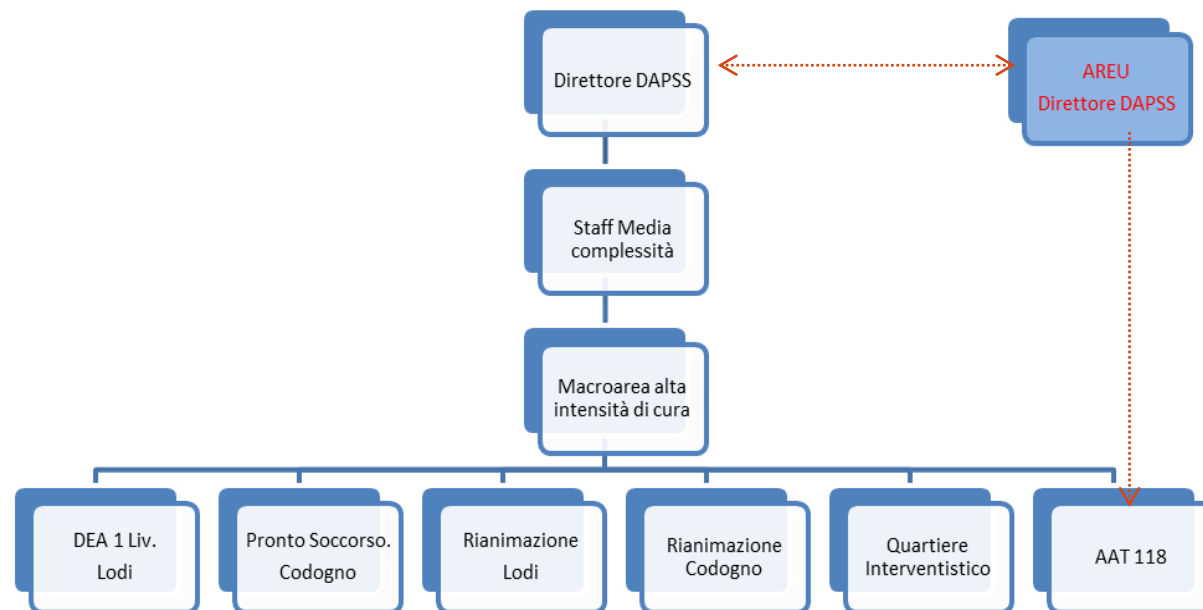 Direttore DAPSS
AREU
Direttore DAPSS
Staff Media
complessità
Macroarea alta
intensità di cura
DEA 1 Liv.
Lodi
Pronto Soccorso.
Codogno
Rianimazione
Lodi
Rianimazione
Codogno
Quartiere
Interventistico
AAT 118